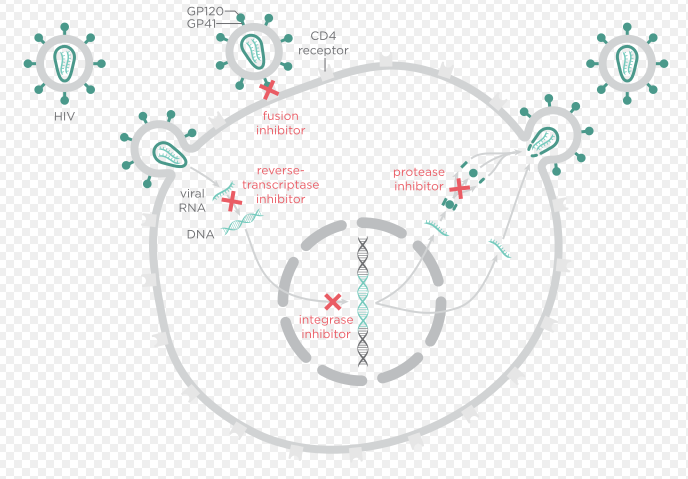 GP120
GP41
CD4
receptor
HIV
fusion
inhibitor
reverse-
transcriptase
inhibitor
viral
RNA
DNA
protease
inhibitor
integrase
inhibitor